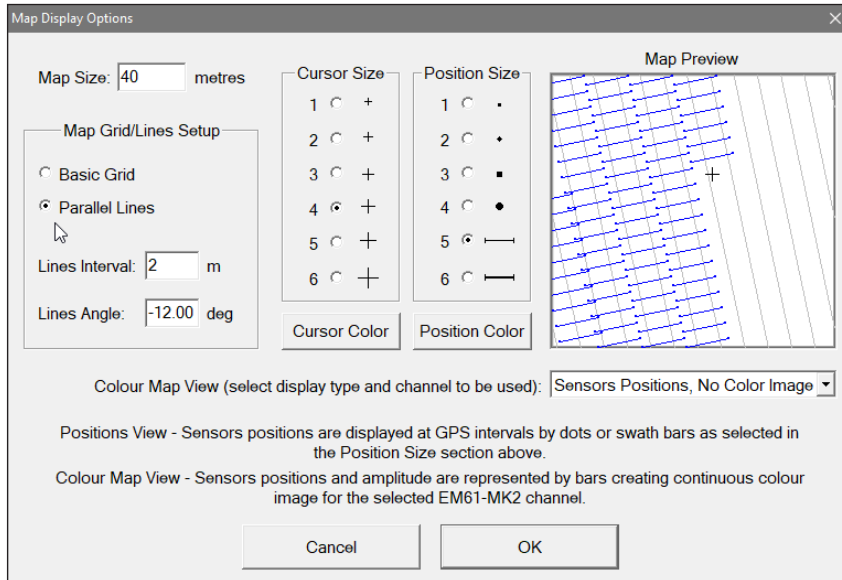 Map Display Options
Map Size: 40 metres
Map Grid/Lines Setup
Basic Grid
Parallel Lines
Lines Interval: 2 m
Lines Angle: -12.00 deg
Cursor Size
1
2
3
4
5
6
Cursor Color
Position Size
1
2
3
4
5
6
Position Color
Map Preview
Colour Map View (select display type and channel to be used): Sensors Positions, No Color Image
Positions View - Sensors positions are displayed at GPS intervals by dots or swath bars as selected in
the Position Size section above.
Colour Map View - Sensors positions and amplitude are represented by bars creating continuous colour
image for the selected EM61-MK2 channel.
Cancel
OK